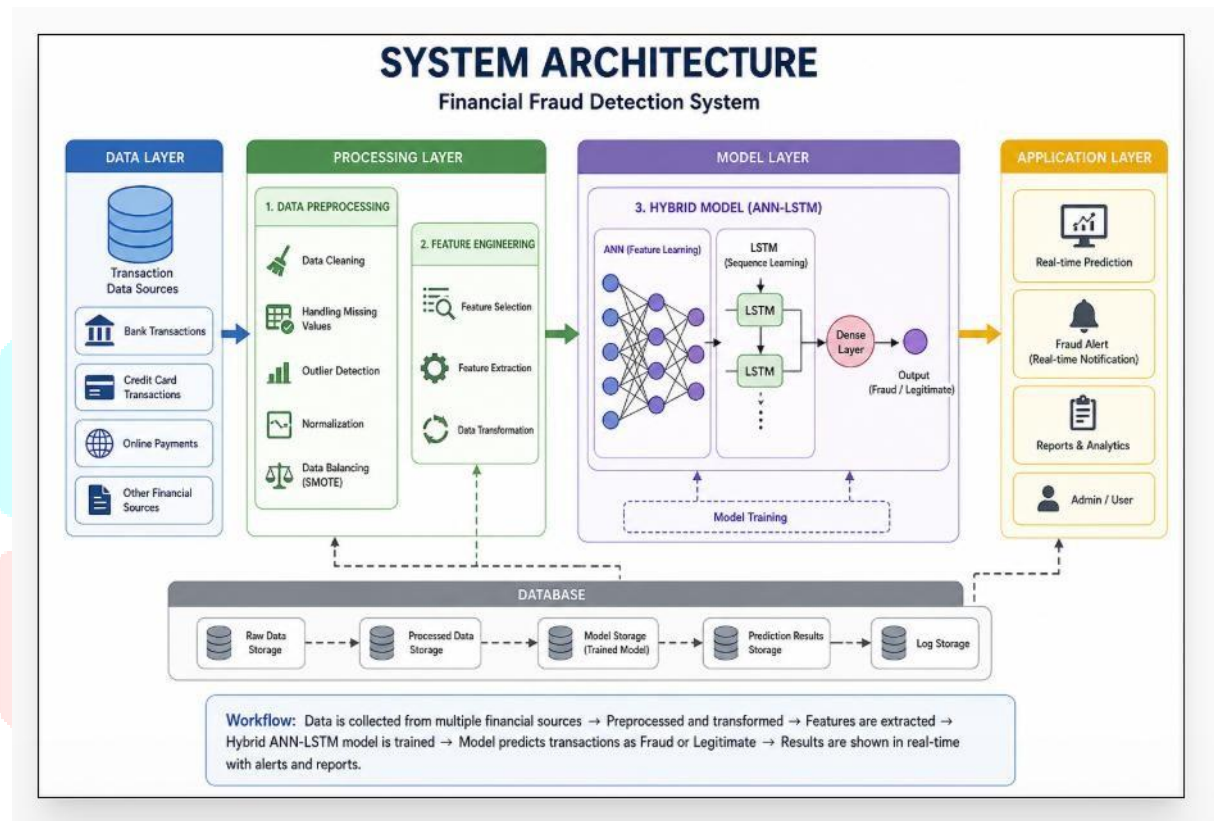 SYSTEM ARCHITECTURE
Financial Fraud Detection System
DATA LAYER
Transaction
Data Sources
Bank Transactions
Credit Card
Transactions
Online Payments
Other Financial
Sources
PROCESSING LAYER
1. DATA PREPROCESSING
Data Cleaning
Handling Missing
Values
Outlier Detection
Normalization
Data Balancing
(SMOTE)
2. FEATURE ENGINEERING
Feature Selection
Feature Extraction
Data Transformation
MODEL LAYER
3. HYBRID MODEL (ANN-LSTM)
ANN (Feature Learning)
LSTM
(Sequence Learning)
LSTM
LSTM
Dense
Layer
Output
(Fraud / Legitimate)
Model Training
APPLICATION LAYER
Real-time Prediction
Fraud Alert
(Real-time Notification)
Reports & Analytics
Admin / User
DATABASE
Raw Data
Storage
Processed Data
Storage
Model Storage
(Trained Model)
Prediction Results
Storage
Log Storage
Workflow: Data is collected from multiple financial sources → Preprocessed and transformed → Features are extracted →
Hybrid ANN-LSTM model is trained → Model predicts transactions as Fraud or Legitimate → Results are shown in real-time
with alerts and reports.